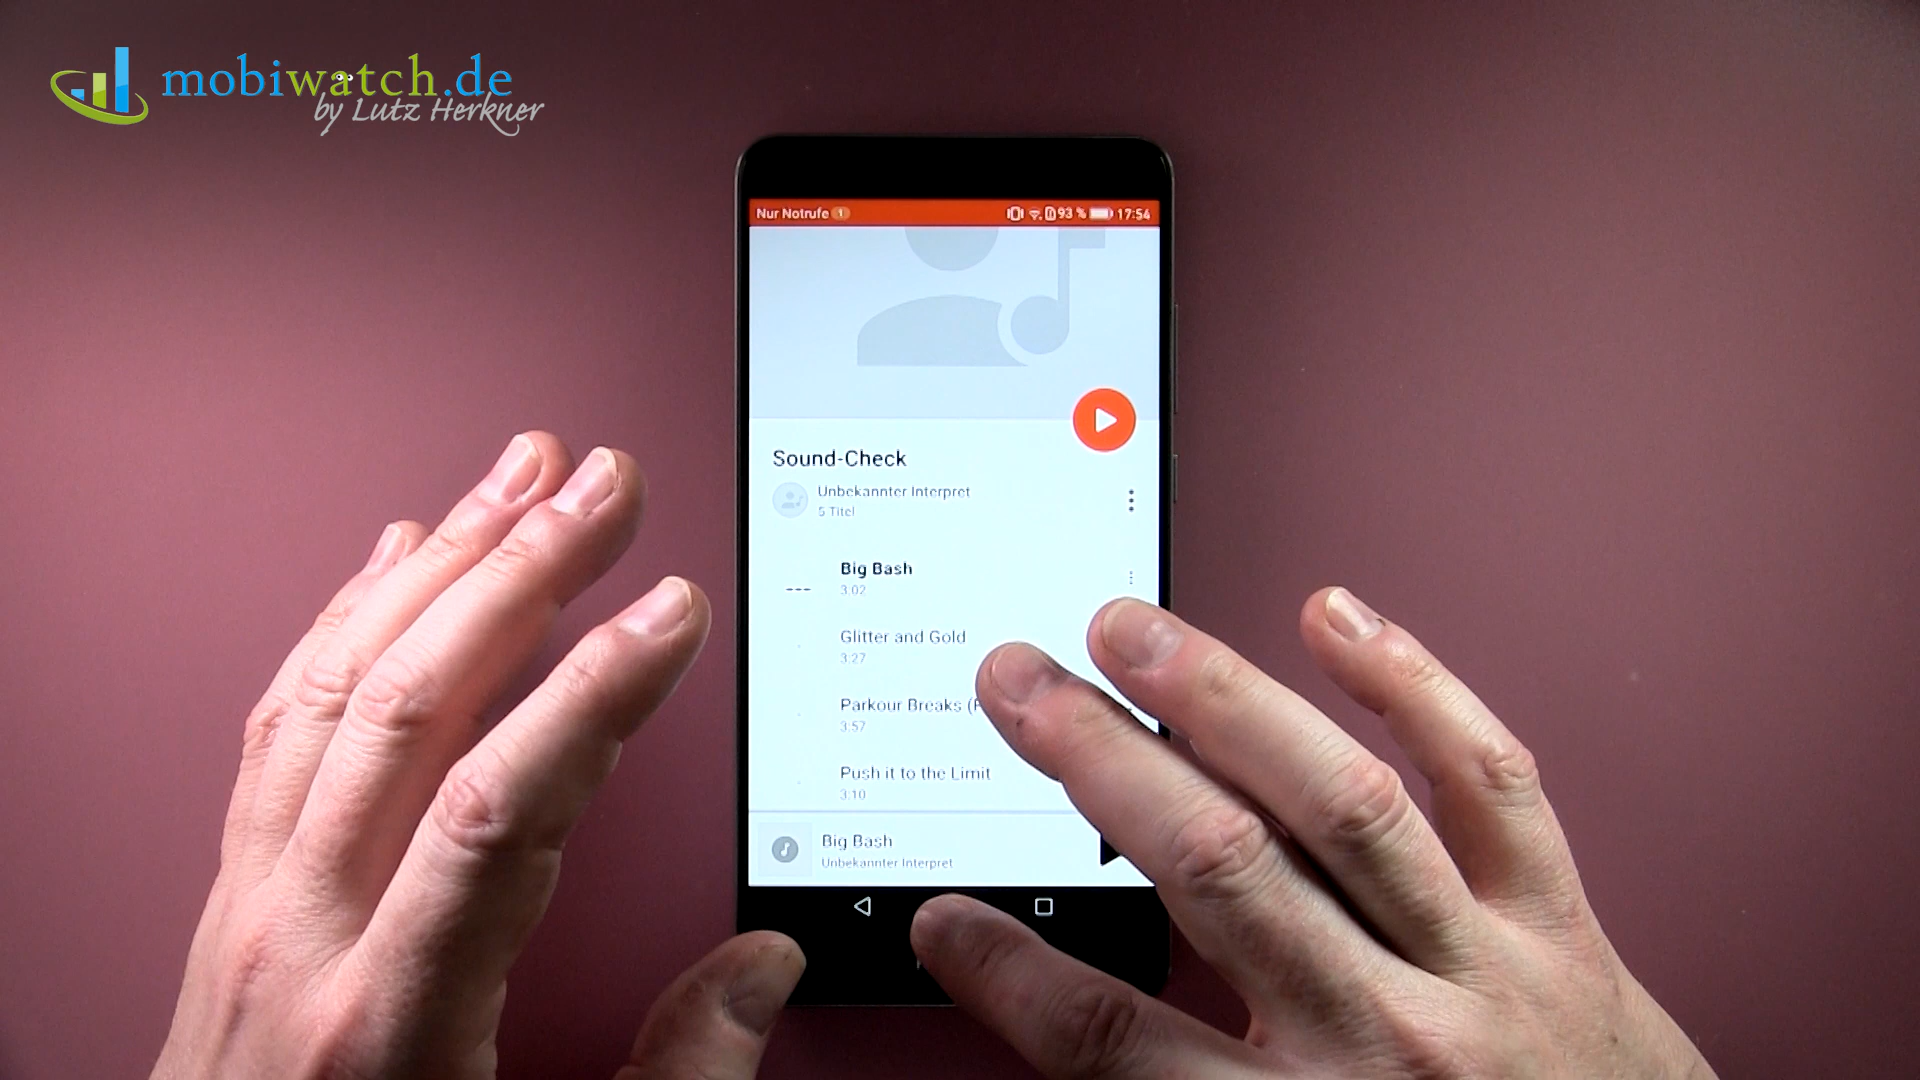 mobiwatch.de
by Lutz Herkner
Nur Notrufe 1
93 % 17:54
Sound-Check
Unbekannter Interpret
5 Titel
Big Bash
3:02
Glitter and Gold
3:27
Parkour Breaks (
3:57
Push it to the Limit
3:10
Big Bash
Unbekannter Interpret